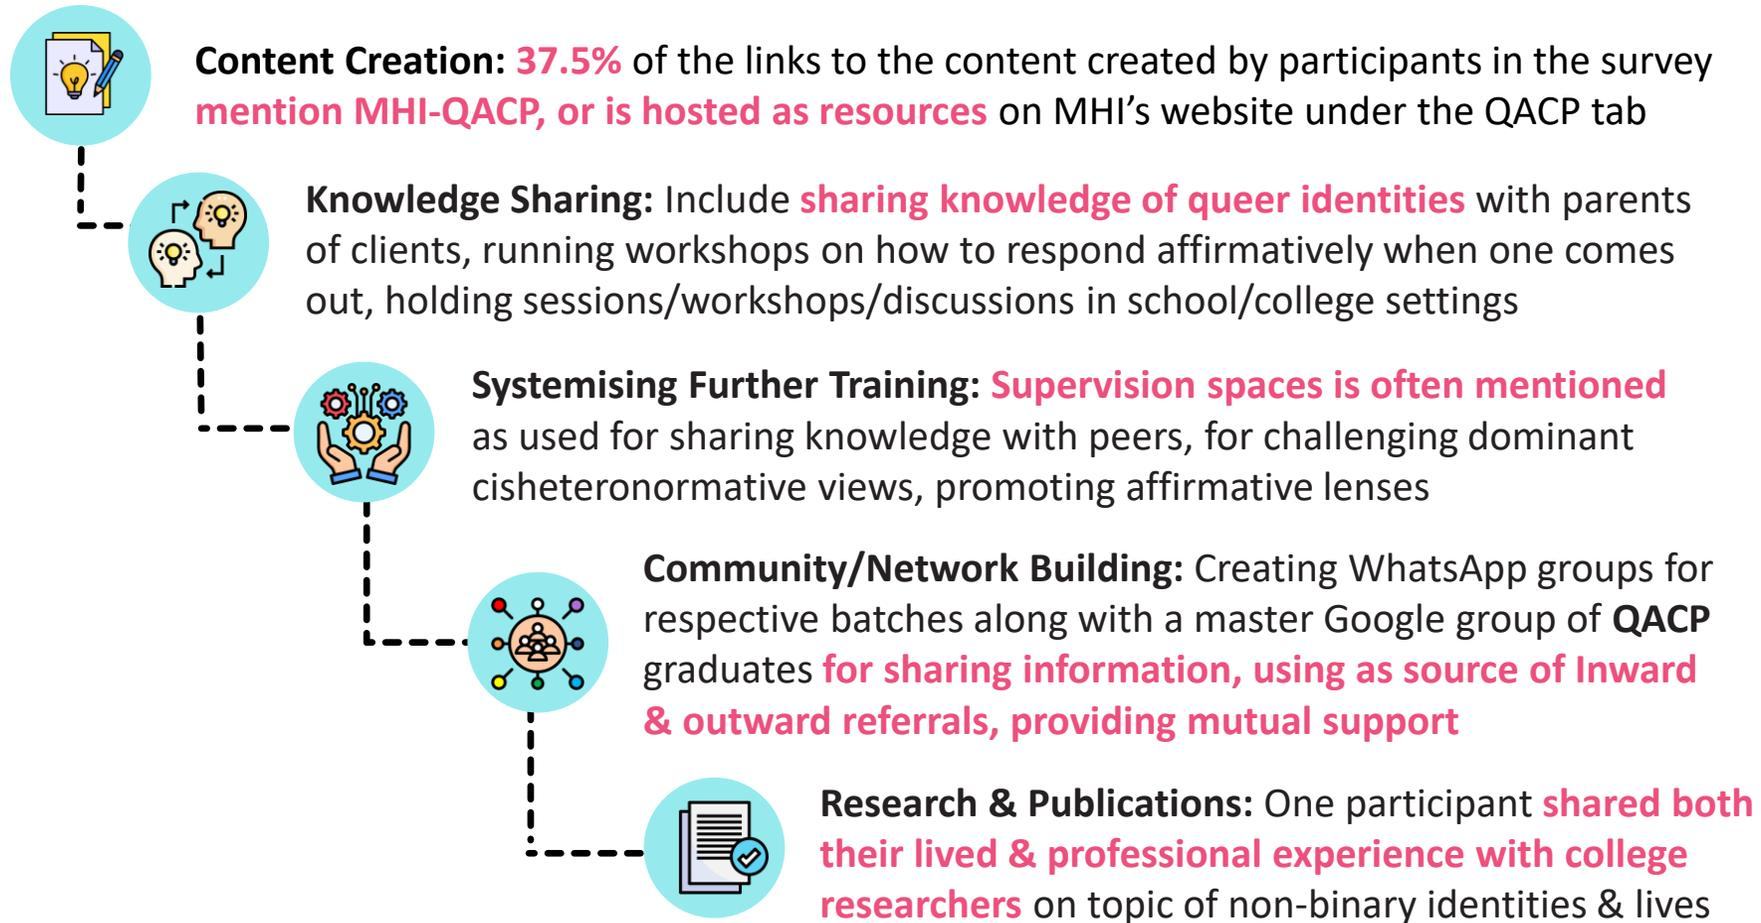 Content Creation: 37.5% of the links to the content created by participants in the survey
mention MHI-QACP, or is hosted as resources on MHI’s website under the QACP tab
Knowledge Sharing: Include sharing knowledge of queer identities with parents
of clients, running workshops on how to respond affirmatively when one comes
out, holding sessions/workshops/discussions in school/college settings
Systemising Further Training: Supervision spaces is often mentioned
as used for sharing knowledge with peers, for challenging dominant
cisheteronormative views, promoting affirmative lenses
Community/Network Building: Creating WhatsApp groups for
respective batches along with a master Google group of QACP
graduates for sharing information, using as source of Inward
& outward referrals, providing mutual support
Research & Publications: One participant shared both
their lived & professional experience with college
researchers on topic of non-binary identities & lives